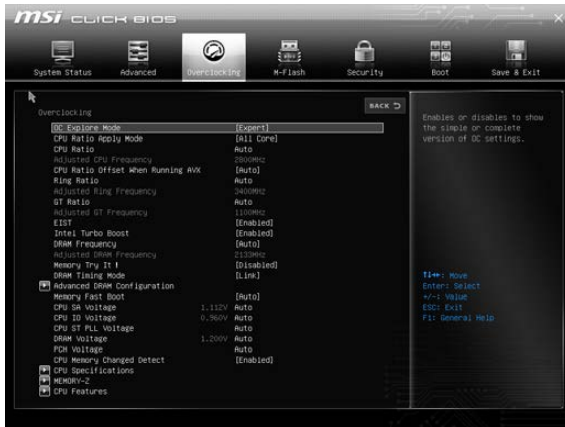 msi CLICK BIOS
System Status Advanced Overclocking M-Flash Security Boot Save & Exit
BACK
Overclocking
OC Explore Mode [Expert]
CPU Ratio Apply Mode [All Core]
CPU Ratio Auto
Adjusted CPU Frequency 2800MHz
CPU Ratio Offset When Running AVX [Auto]
Ring Ratio Auto
Adjusted Ring Frequency 3400MHz
GT Ratio Auto
Adjusted GT Frequency 1100MHz
EIST [Enabled]
Intel Turbo Boost [Enabled]
DRAM Frequency [Auto]
Adjusted DRAM Frequency 2133MHz
Memory Try It ! [Disabled]
DRAM Timing Mode [Link]
Advanced DRAM Configuration
Memory Fast Boot [Auto]
CPU SA Voltage 1.112V Auto
CPU IO Voltage 0.960V Auto
CPU ST PLL Voltage Auto
DRAM Voltage 1.200V Auto
PCH Voltage Auto
CPU Memory Changed Detect [Enabled]
CPU Specifications
MEMORY-Z
CPU Features
Enables or disables to show
the simple or complete
version of OC settings.
↑↓←→: Move
Enter: Select
+/-: Value
ESC: Exit
F1: General Help